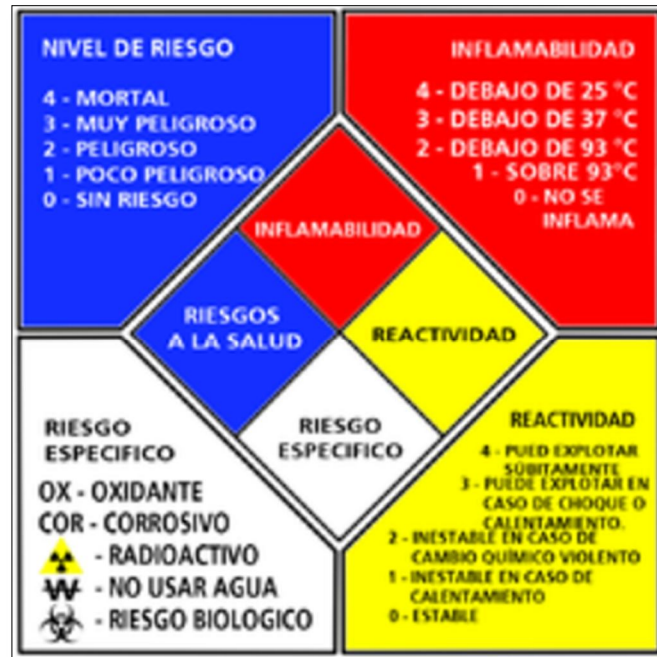 NIVEL DE RIESGO
4 - MORTAL
3 - MUY PELIGROSO
2 - PELIGROSO
1 - POCO PELIGROSO
0 - SIN RIESGO
INFLAMABILIDAD
4 - DEBAJO DE 25 °C
3 - DEBAJO DE 37 °C
2 - DEBAJO DE 93 °C
1 - SOBRE 93°C
0 - NO SE
INFLAMA
INFLAMABILIDAD
RIESGOS
A LA SALUD
REACTIVIDAD
RIESGO
ESPECIFICO
RIESGO
ESPECIFICO
OX - OXIDANTE
COR - CORROSIVO
- RADIOACTIVO
W - NO USAR AGUA
- RIESGO BIOLOGICO
REACTIVIDAD
4 - PUED EXPLOTAR
SÚBITAMENTE
3 - PUEDE EXPLOTAR EN
CASO DE CHOQUE O
CALENTAMIENTO.
2 - INESTABLE EN CASO DE
CAMBIO QUÍMICO VIOLENTO
1 - INESTABLE EN CASO DE
CALENTAMIENTO
0 - ESTABLE